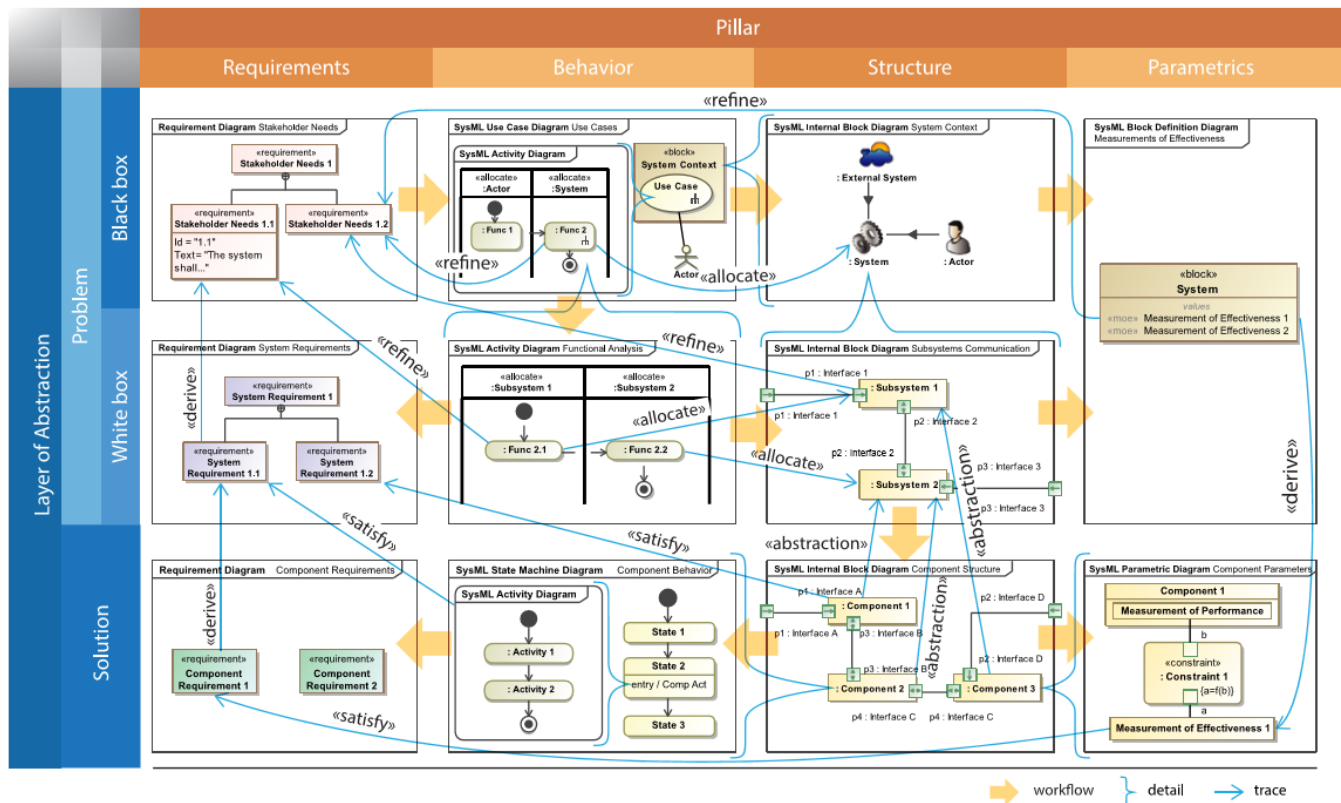 Pillar
Requirements
Behavior
Structure
Parametrics
Layer of Abstraction
Problem
Black box
White box
Solution
Requirement Diagram Stakeholder Needs
«requirement»
Stakeholder Needs 1
«requirement»
Stakeholder Needs 1.1
Id = "1.1"
Text= "The system
shall..."
«requirement»
Stakeholder Needs 1.2
SysML Use Case Diagram Use Cases
SysML Activity Diagram
«allocate»
:Actor
«allocate»
:System
: Func 1
: Func 2
«block»
System Context
Use Case
Actor
«refine»
«refine»
«allocate»
SysML Internal Block Diagram System Context
: External System
: System
: Actor
SysML Block Definition Diagram
Measurements of Effectiveness
«block»
System
values
«moe» Measurement of Effectiveness 1
«moe» Measurement of Effectiveness 2
Requirement Diagram System Requirements
«requirement»
System Requirement 1
«requirement»
System
Requirement 1.1
«requirement»
System
Requirement 1.2
«derive»
«refine»
SysML Activity Diagram Functional Analysis
«allocate»
:Subsystem 1
«allocate»
:Subsystem 2
: Func 2.1
: Func 2.2
«refine»
«allocate»
«allocate»
SysML Internal Block Diagram Subsystems Communication
p1 : Interface 1
: Subsystem 1
p1 : Interface 1
p2 : Interface 2
p2 : Interface 2
p3 : Interface 3
: Subsystem 2
p3 : Interface 3
«abstraction»
«derive»
«satisfy»
«satisfy»
«abstraction»
Requirement Diagram Component Requirements
«derive»
«requirement»
Component
Requirement 1
«requirement»
Component
Requirement 2
«satisfy»
SysML State Machine Diagram Component Behavior
SysML Activity Diagram
: Activity 1
: Activity 2
State 1
State 2
entry / Comp Act
State 3
SysML Internal Block Diagram Component Structure
p1 : Interface A
: Component 1
p1 : Interface A
p3 : Interface B
p2 : Interface D
«abstraction»
p3 : Interface B
p2 : Interface D
: Component 2
: Component 3
p4 : Interface C
p4 : Interface C
SysML Parametric Diagram Component Parameters
Component 1
Measurement of Performance
b
«constraint»
: Constraint 1
{a=f(b)}
a
Measurement of Effectiveness 1
workflow
detail
trace